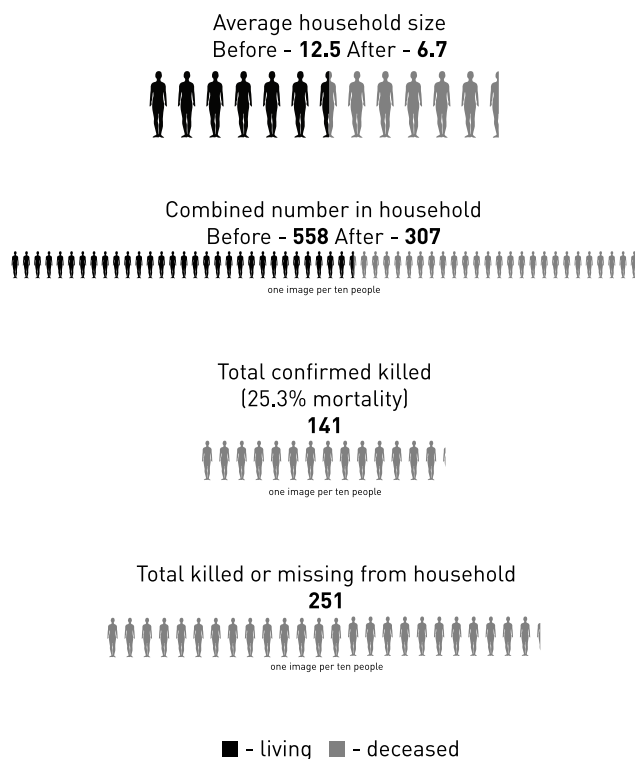 Average household size
Before - 12.5 After - 6.7
Combined number in household
Before - 558 After - 307
one image per ten people
Total confirmed killed
(25.3% mortality)
141
one image per ten people
Total killed or missing from household
251
one image per ten people
- living - deceased